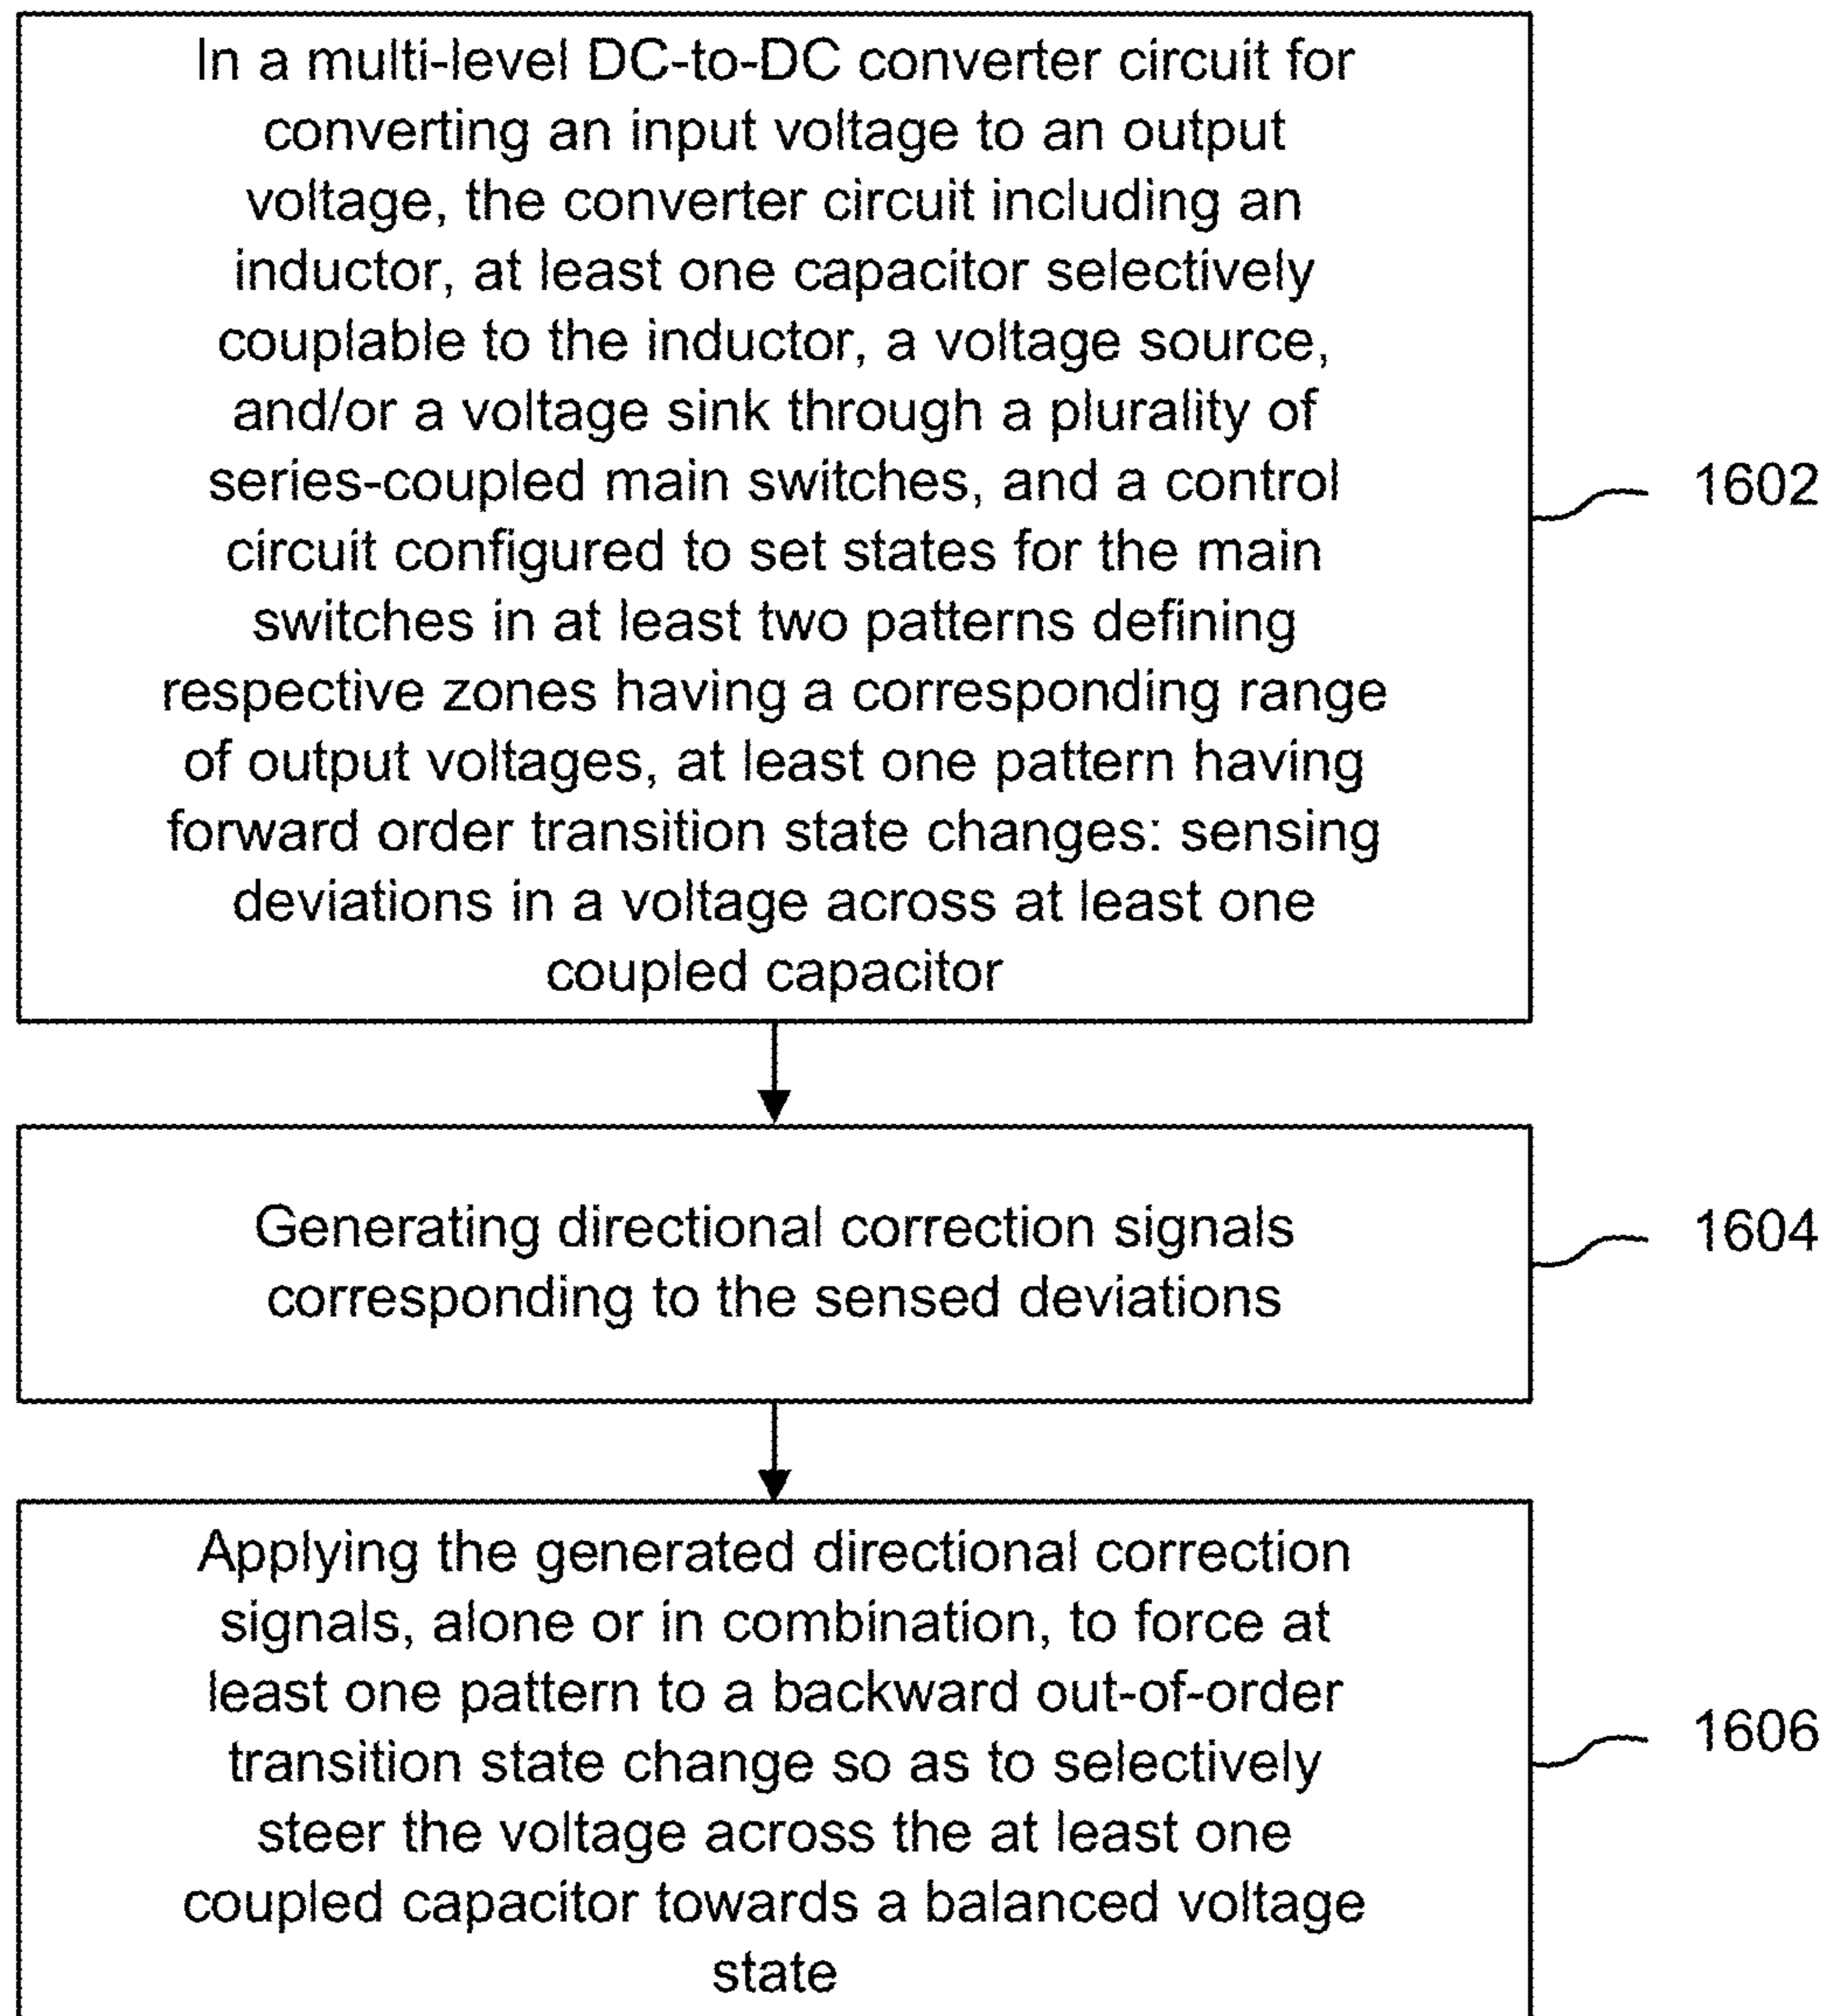 In a multi-level DC-to-DC converter circuit for
converting an input voltage to an output
voltage, the converter circuit including an
inductor, at least one capacitor selectively
couplable to the inductor, a voltage source,
and/or a voltage sink through a plurality of
series-coupled main switches, and a control
circuit configured to set states for the main
switches in at least two patterns defining
respective zones having a corresponding range
of output voltages, at least one pattern having
forward order transition state changes: sensing
deviations in a voltage across at least one
coupled capacitor
1602
Generating directional correction signals
corresponding to the sensed deviations
1604
Applying the generated directional correction
signals, alone or in combination, to force at
least one pattern to a backward out-of-order
transition state change so as to selectively
steer the voltage across the at least one
coupled capacitor towards a balanced voltage
state
1606